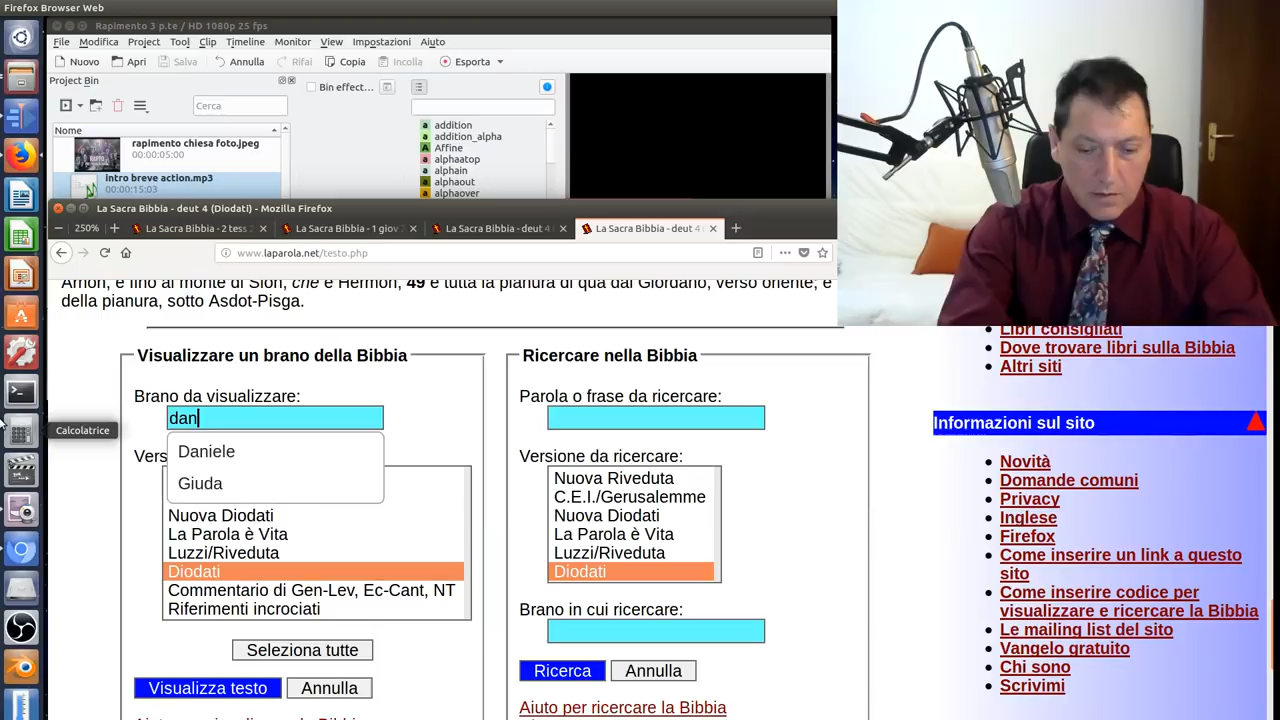 Firefox Browser Web
Rapimento 3 p.te / HD 1080p 25 fps
File Modifica Project Tool Clip Timeline Monitor View Impostazioni Aiuto
Nuovo Apri Salva Annulla Rifai Copia Incolla Esporta
Project Bin
Bin effect...
Cerca
Nome
rapimento chiesa foto.jpeg
00:00:05:00
intro breve action.mp3
00:00:15:03
addition
addition_alpha
Affine
alphaatop
alphain
alphaout
alphaover
La Sacra Bibbia - deut 4 (Diodati) - Mozilla Firefox
250%
La Sacra Bibbia - 2 tess 2
La Sacra Bibbia - 1 giov 2
La Sacra Bibbia - deut 4
La Sacra Bibbia - deut 4
www.laparola.net/testo.php
Arnon, e fino al monte di Sion, che è Hermon, 49 e tutta la pianura di qua dal Giordano, verso oriente, e
della pianura, sotto Asdot-Pisga.
Visualizzare un brano della Bibbia
Brano da visualizzare:
dan
Daniele
Giuda
Vers
Nuova Diodati
La Parola è Vita
Luzzi/Riveduta
Diodati
Commentario di Gen-Lev, Ec-Cant, NT
Riferimenti incrociati
Seleziona tutte
Visualizza testo
Annulla
Ricercare nella Bibbia
Parola o frase da ricercare:
Versione da ricercare:
Nuova Riveduta
C.E.I./Gerusalemme
Nuova Diodati
La Parola è Vita
Luzzi/Riveduta
Diodati
Brano in cui ricercare:
Ricerca
Annulla
Aiuto per ricercare la Bibbia
Libri consigliati
Dove trovare libri sulla Bibbia
Altri siti
Informazioni sul sito
Novità
Domande comuni
Privacy
Inglese
Firefox
Come inserire un link a questo
sito
Come inserire codice per
visualizzare e ricercare la Bibbia
Le mailing list del sito
Vangelo gratuito
Chi sono
Scrivimi
Calcolatrice